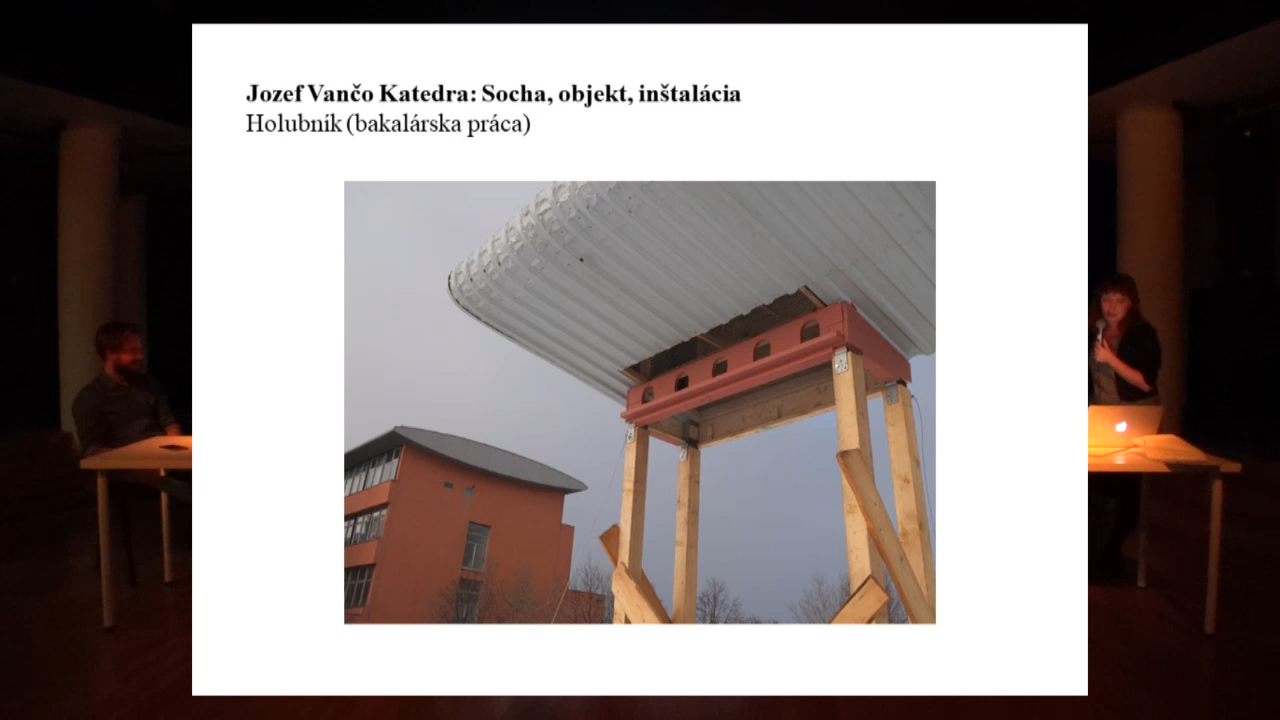 Jozef Vančo Katedra: Socha, objekt, inštalácia
Holubník (bakalárska práca)